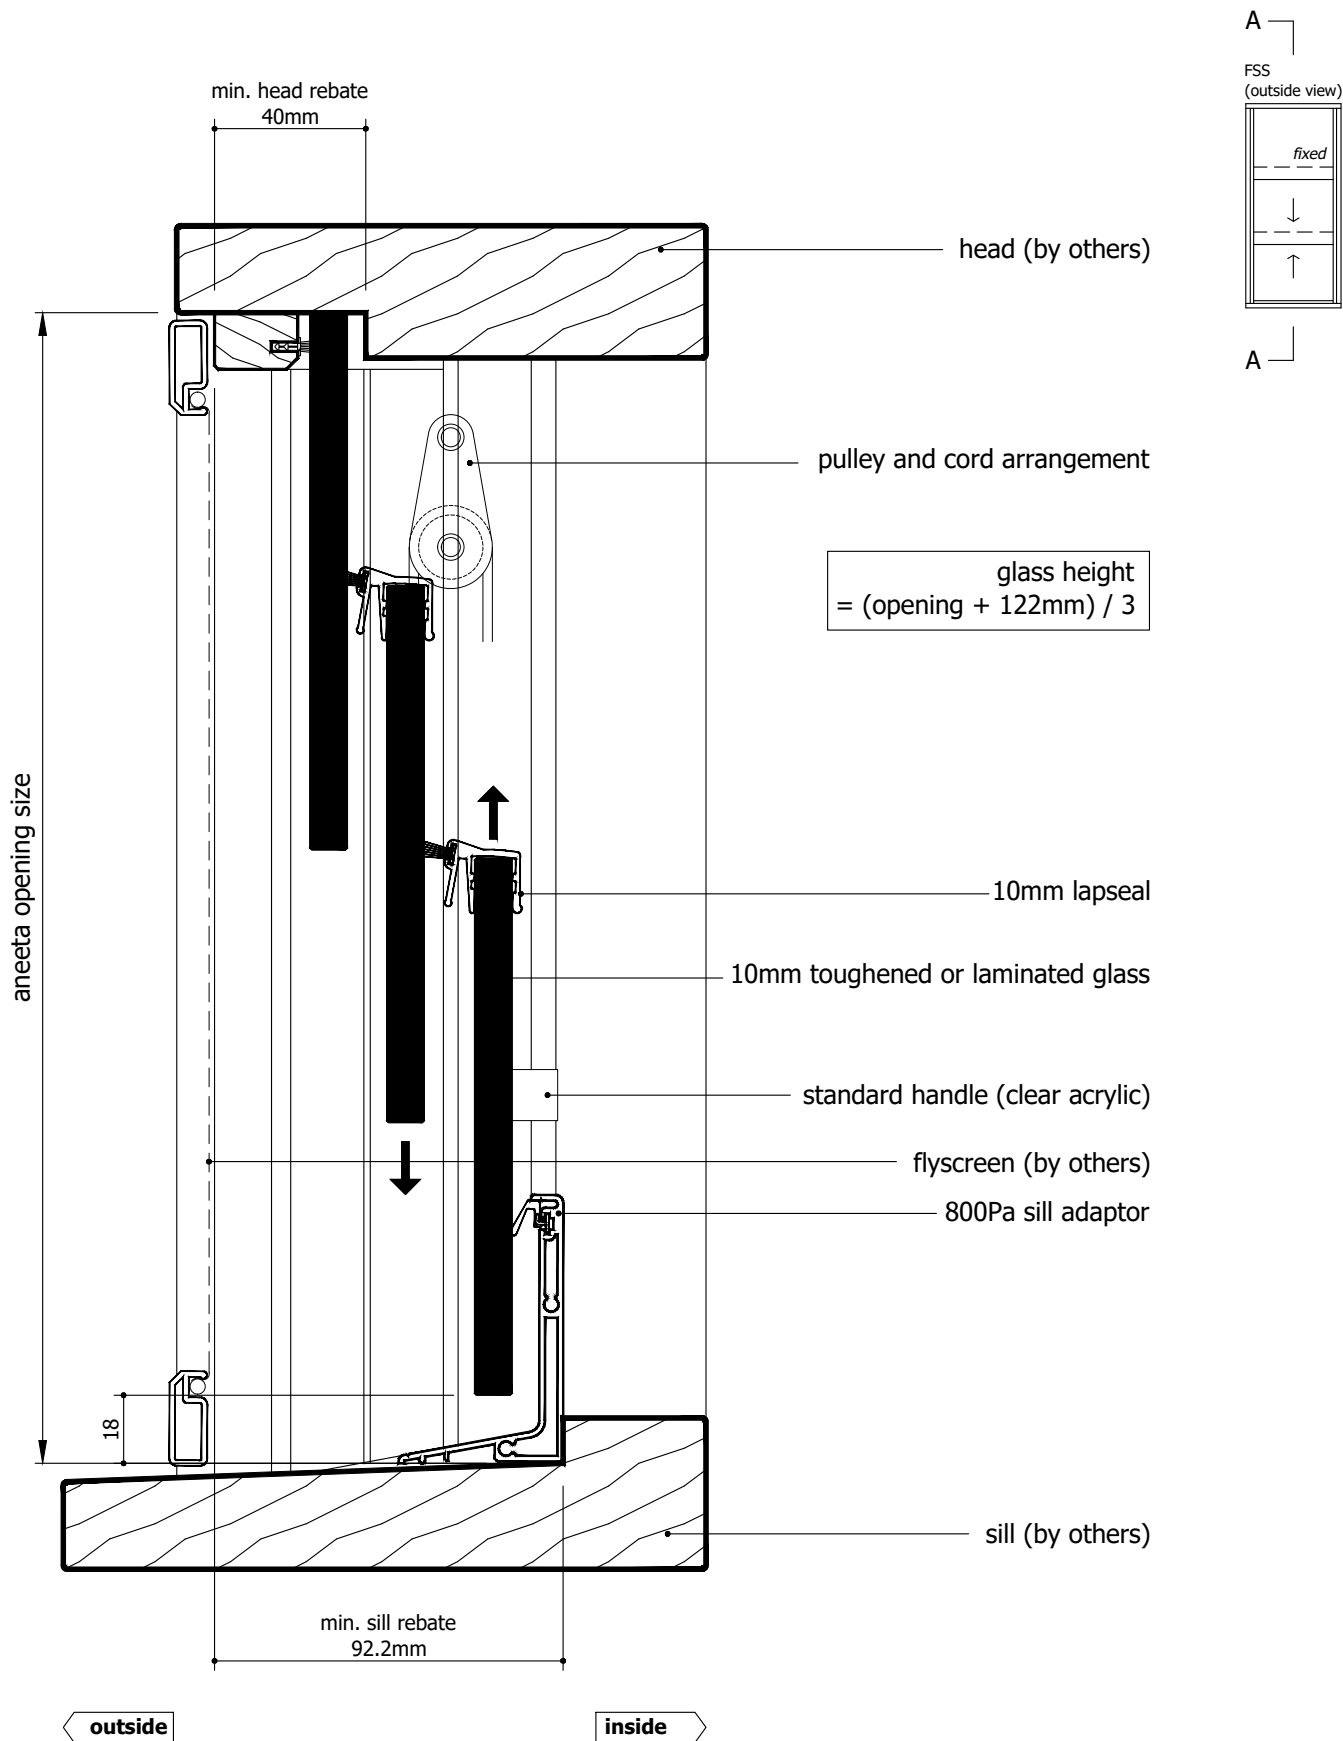 A
FSS
(outside view)
fixed
A
min. head rebate
40mm
head (by others)
pulley and cord arrangement
glass height
= (opening + 122mm) / 3
aneeta opening size
10mm lapseal
10mm toughened or laminated glass
standard handle (clear acrylic)
flyscreen (by others)
800Pa sill adaptor
18
sill (by others)
min. sill rebate
92.2mm
outside
inside